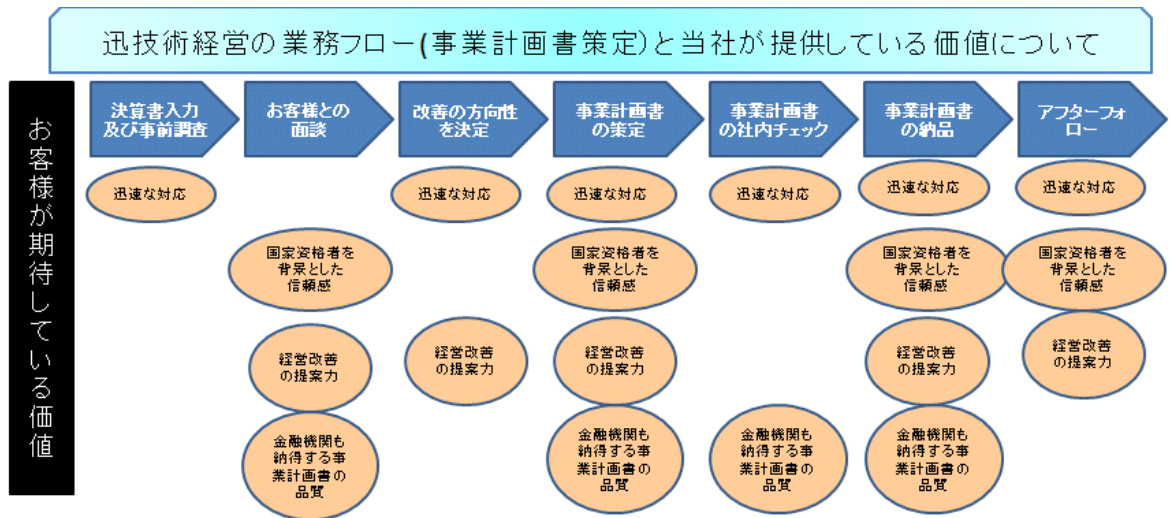 迅技術経営の業務フロー(事業計画書策定)と当社が提供している価値について
お客様が期待している価値
決算書入力
及び事前調査
お客様との
面談
改善の方向性
を決定
事業計画書
の策定
事業計画書
の社内チェック
事業計画書
の納品
アフターフォ
ロー
迅速な対応
迅速な対応
迅速な対応
迅速な対応
迅速な対応
迅速な対応
国家資格者を
背景とした
信頼感
国家資格者を
背景とした
信頼感
国家資格者を
背景とした
信頼感
国家資格者を
背景とした
信頼感
経営改善
の提案力
経営改善
の提案力
経営改善
の提案力
経営改善
の提案力
経営改善
の提案力
金融機関も
納得する事
業計画書の
品質
金融機関も
納得する事
業計画書の
品質
金融機関も
納得する事
業計画書の
品質
金融機関も
納得する事
業計画書の
品質